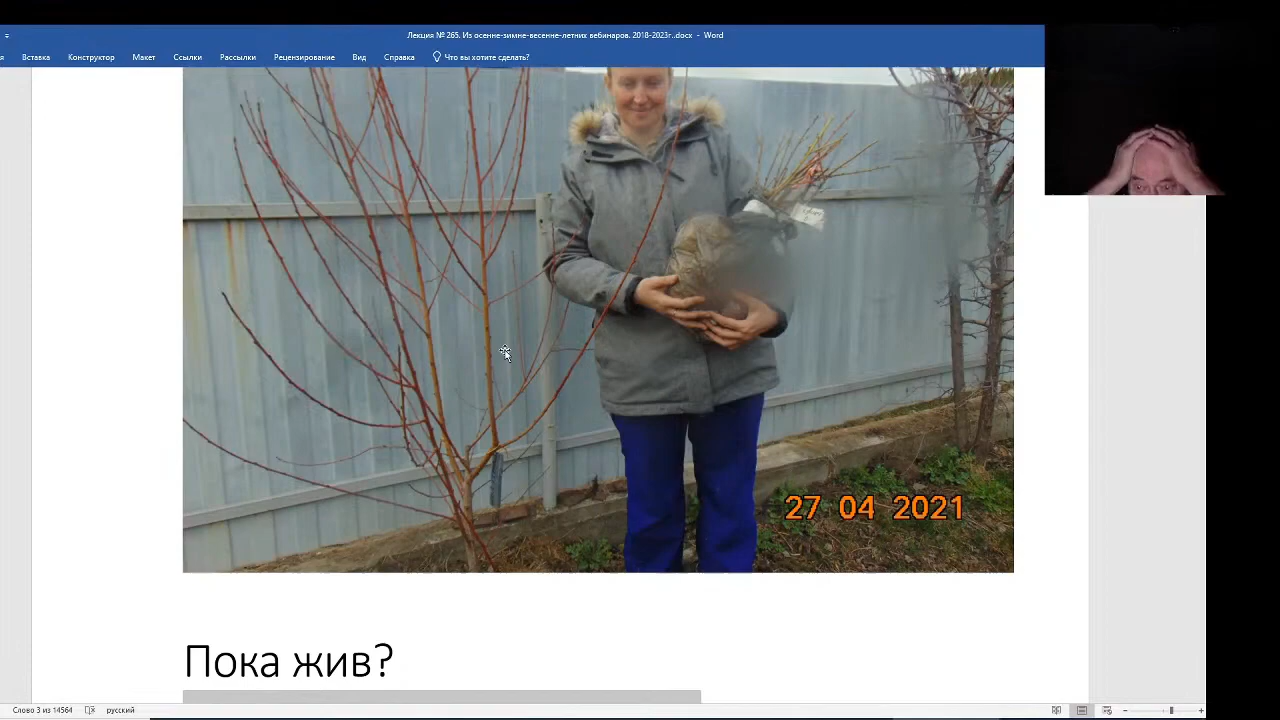 Лекция № 265. Из осенне-зимне-весенне-летних вебинаров. 2018-2023г..docx - Word
Вставка Конструктор Макет Ссылки Рассылки Рецензирование Вид Справка Что вы хотите сделать?
27 04 2021
Пока жив?
Слово 3 из 14564 русский